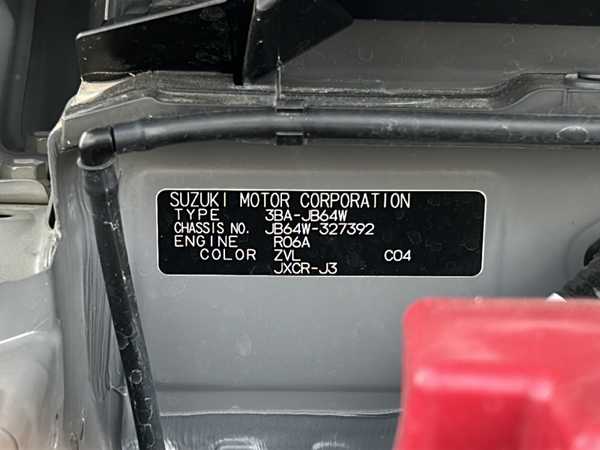 SUZUKI MOTOR CORPORATION
TYPE 3BA-JB64W
CHASSIS NO. JB64W-327392
ENGINE R06A
COLOR ZVL C04
JXCR-J3